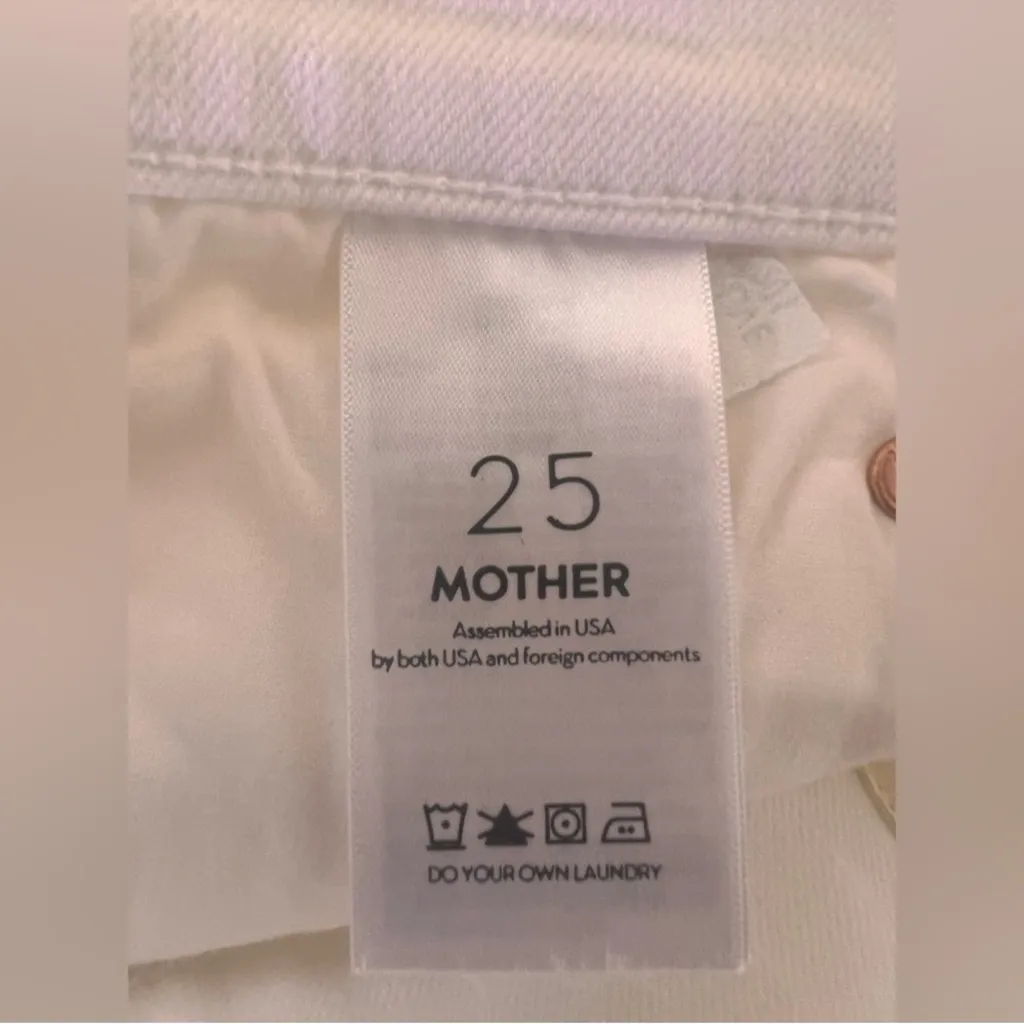 25
MOTHER
Assembled in USA
by both USA and foreign components
DO YOUR OWN LAUNDRY